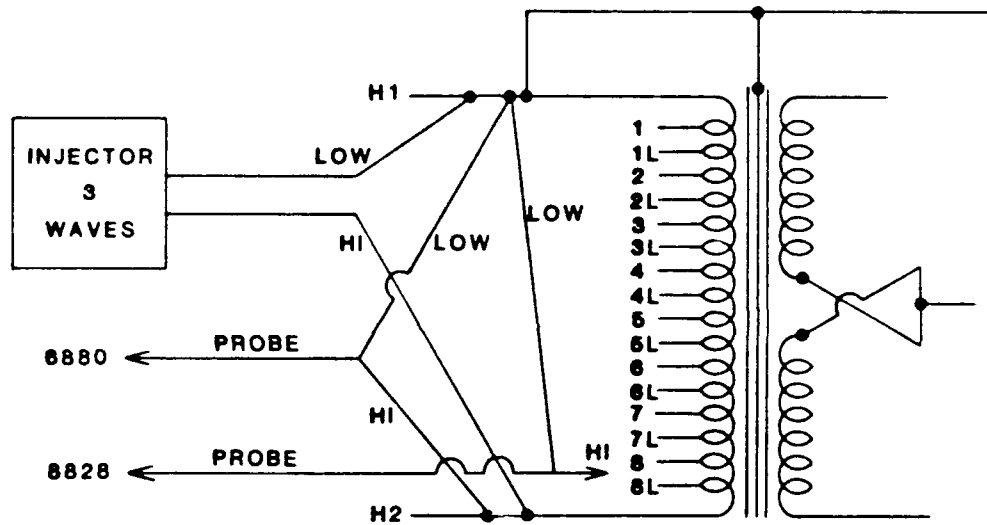 H1
INJECTOR
3
WAVES
LOW
HI
LOW
LOW
1
1L
2
2L
3
3L
4
4L
5
5L
6
6L
7
7L
8
8L
6880
PROBE
HI
8828
PROBE
HI
H2